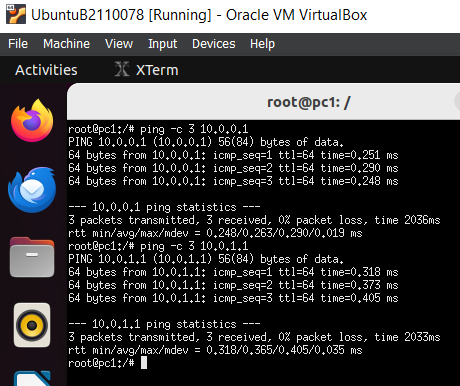 UbuntuB2110078 [Running] - Oracle VM VirtualBox
File Machine View Input Devices Help
Activities XTerm
root@pc1: /
root@pc1:/# ping -c 3 10.0.0.1
PING 10.0.0.1 (10.0.0.1) 56(84) bytes of data.
64 bytes from 10.0.0.1: icmp_seq=1 ttl=64 time=0.251 ms
64 bytes from 10.0.0.1: icmp_seq=2 ttl=64 time=0.290 ms
64 bytes from 10.0.0.1: icmp_seq=3 ttl=64 time=0.248 ms
--- 10.0.0.1 ping statistics ---
3 packets transmitted, 3 received, 0% packet loss, time 2036ms
rtt min/avg/max/mdev = 0.248/0.263/0.290/0.019 ms
root@pc1:/# ping -c 3 10.0.1.1
PING 10.0.1.1 (10.0.1.1) 56(84) bytes of data.
64 bytes from 10.0.1.1: icmp_seq=1 ttl=64 time=0.318 ms
64 bytes from 10.0.1.1: icmp_seq=2 ttl=64 time=0.373 ms
64 bytes from 10.0.1.1: icmp_seq=3 ttl=64 time=0.405 ms
--- 10.0.1.1 ping statistics ---
3 packets transmitted, 3 received, 0% packet loss, time 2033ms
rtt min/avg/max/mdev = 0.318/0.365/0.405/0.035 ms
root@pc1:/#